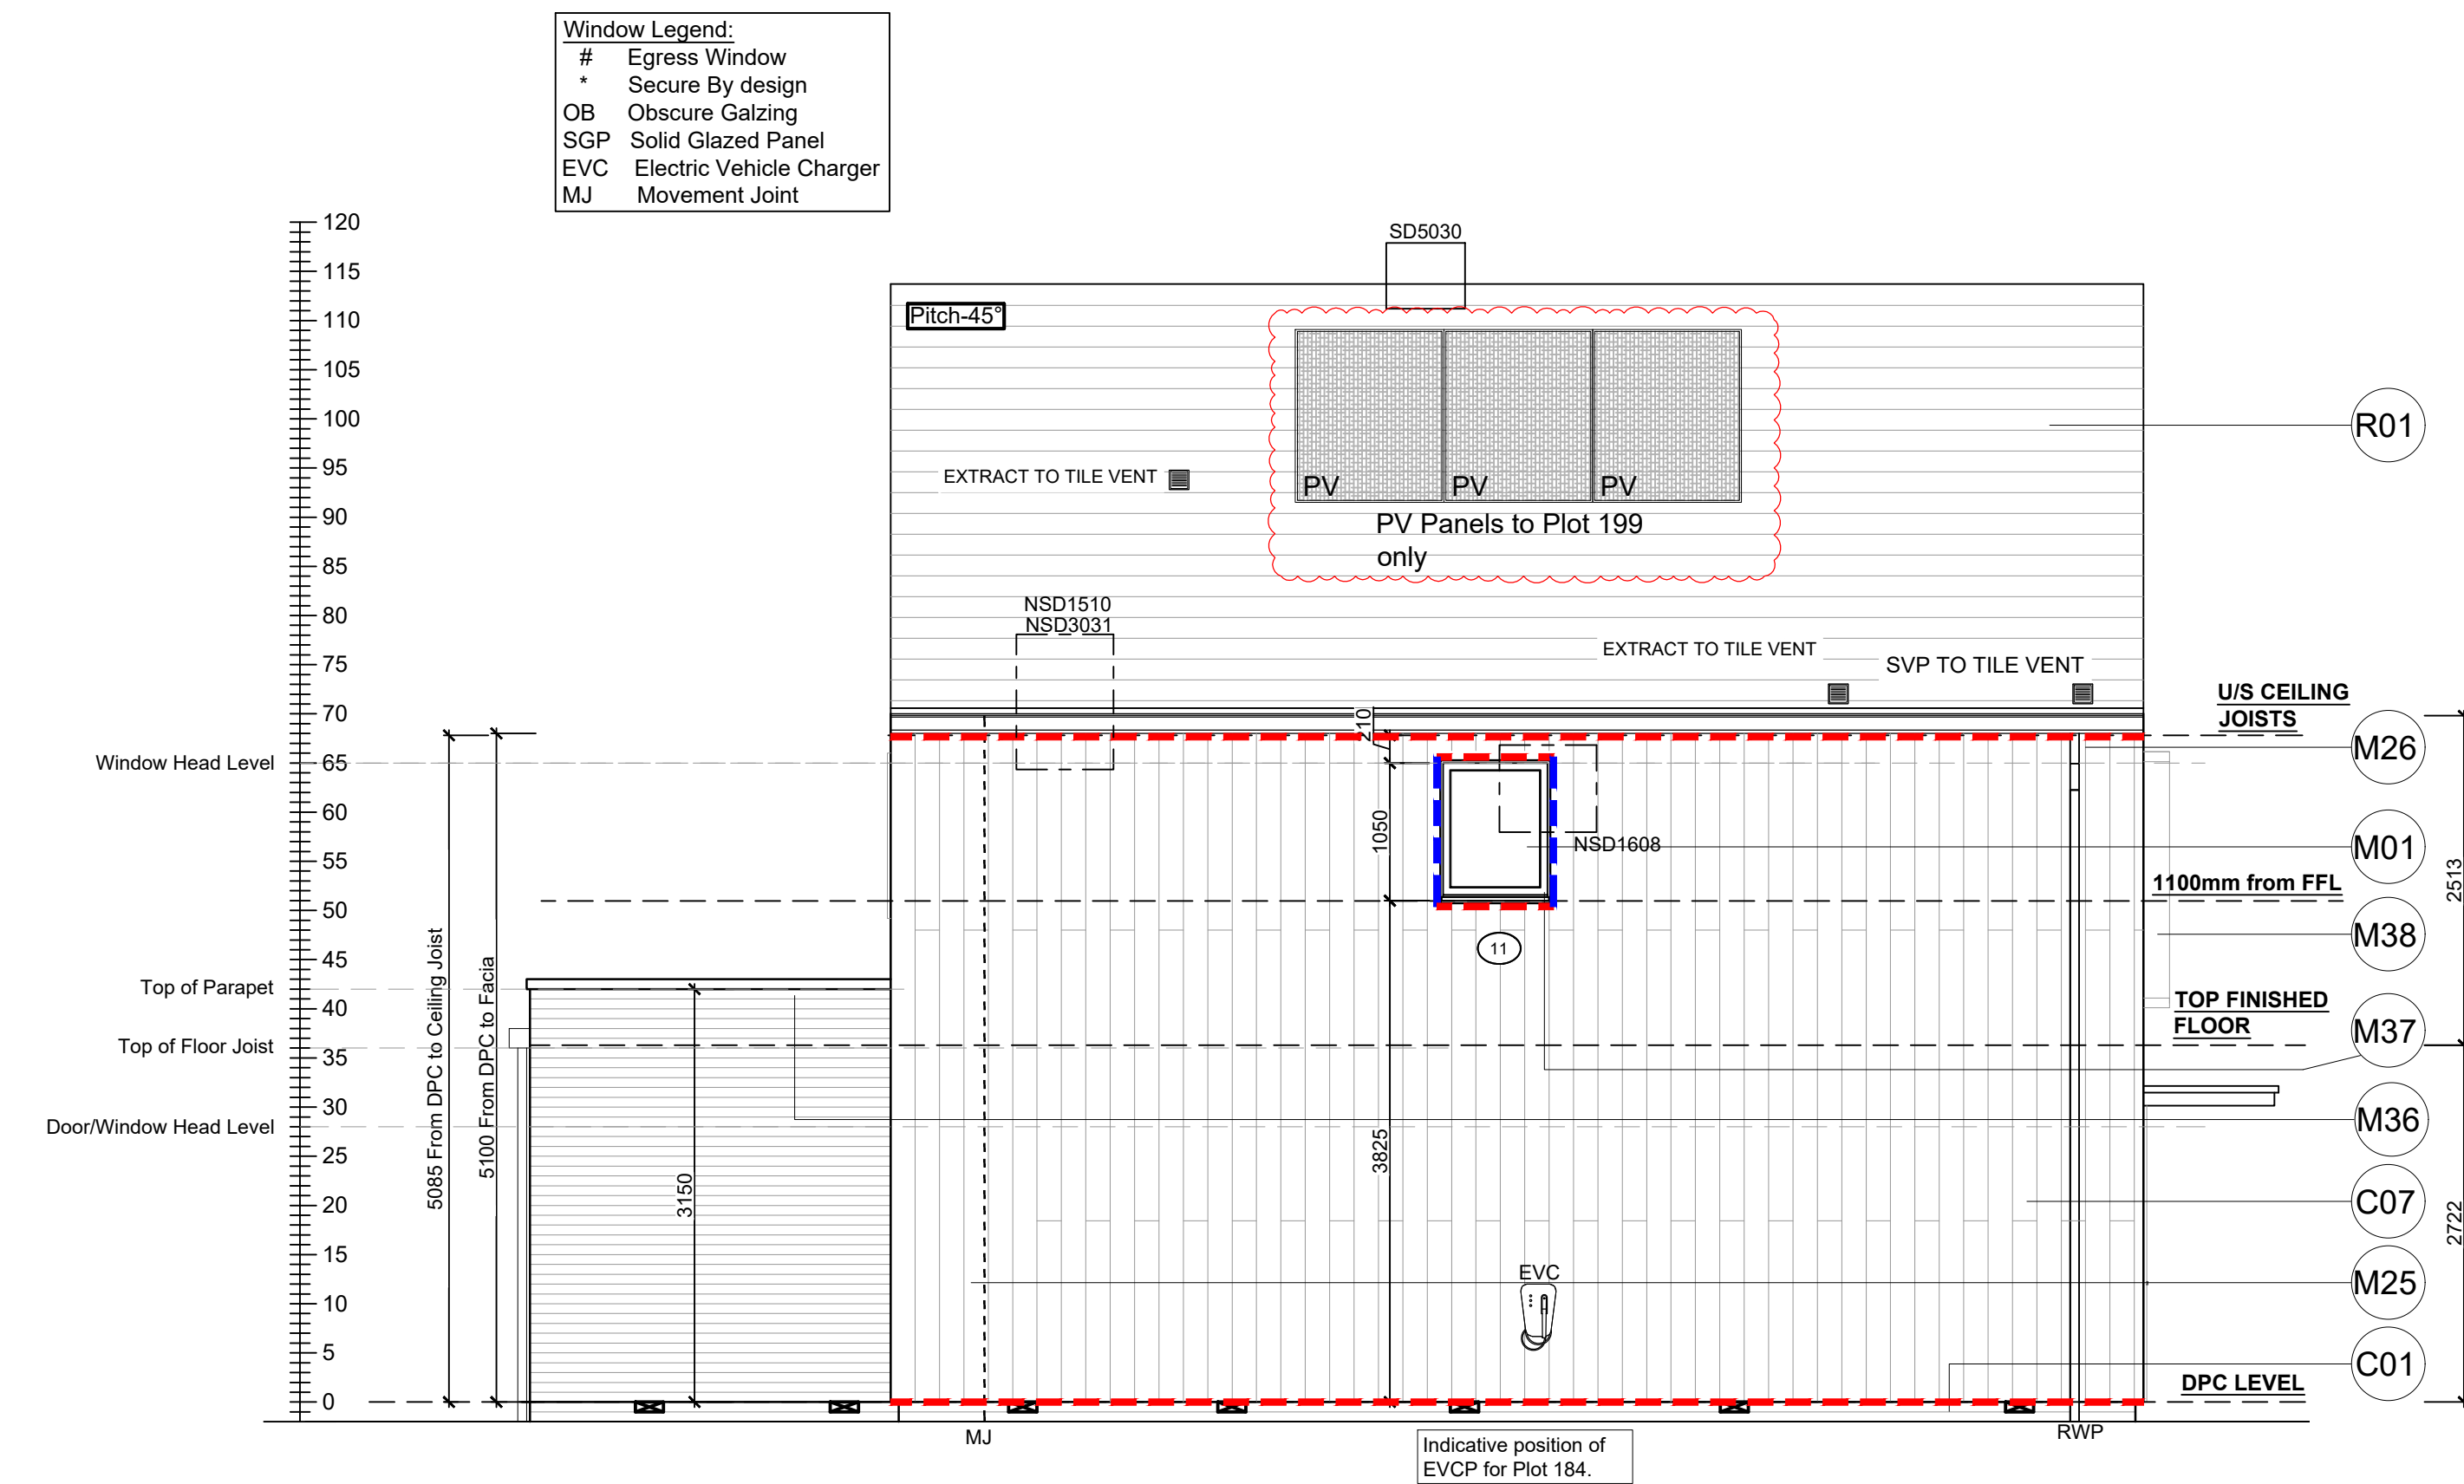 Window Legend:
# Egress Window
* Secure By design
OB Obscure Galzing
SGP Solid Glazed Panel
EVC Electric Vehicle Charger
MJ Movement Joint
120
115
110
105
100
95
90
85
80
75
70
65
60
55
50
45
40
35
30
25
20
15
10
5
0
Window Head Level
Top of Parapet
Top of Floor Joist
Door/Window Head Level
5085 From DPC to Ceiling Joist
5100 From DPC to Facia
3150
SD5030
Pitch-45°
EXTRACT TO TILE VENT
PV
PV
PV
PV Panels to Plot 199
only
NSD1510
NSD3031
EXTRACT TO TILE VENT
SVP TO TILE VENT
210
1050
3825
NSD1608
11
EVC
MJ
Indicative position of
EVCP for Plot 184.
RWP
R01
U/S CEILING
JOISTS
M26
M01
1100mm from FFL
M38
TOP FINISHED
FLOOR
M37
M36
C07
M25
C01
DPC LEVEL
2513
2722